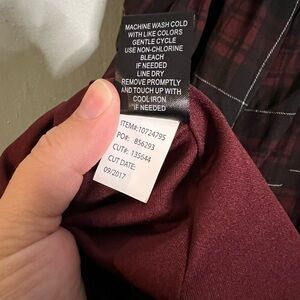 MACHINE WASH COLD
WITH LIKE COLORS
GENTLE CYCLE
USE NON-CHLORINE
BLEACH
IF NEEDED
LINE DRY
REMOVE PROMPTLY
AND TOUCH UP WITH
COOL IRON
IF NEEDED
ITEM#:10724795
PO#: 856293
CUT#: 135644
CUT DATE:
09/2017